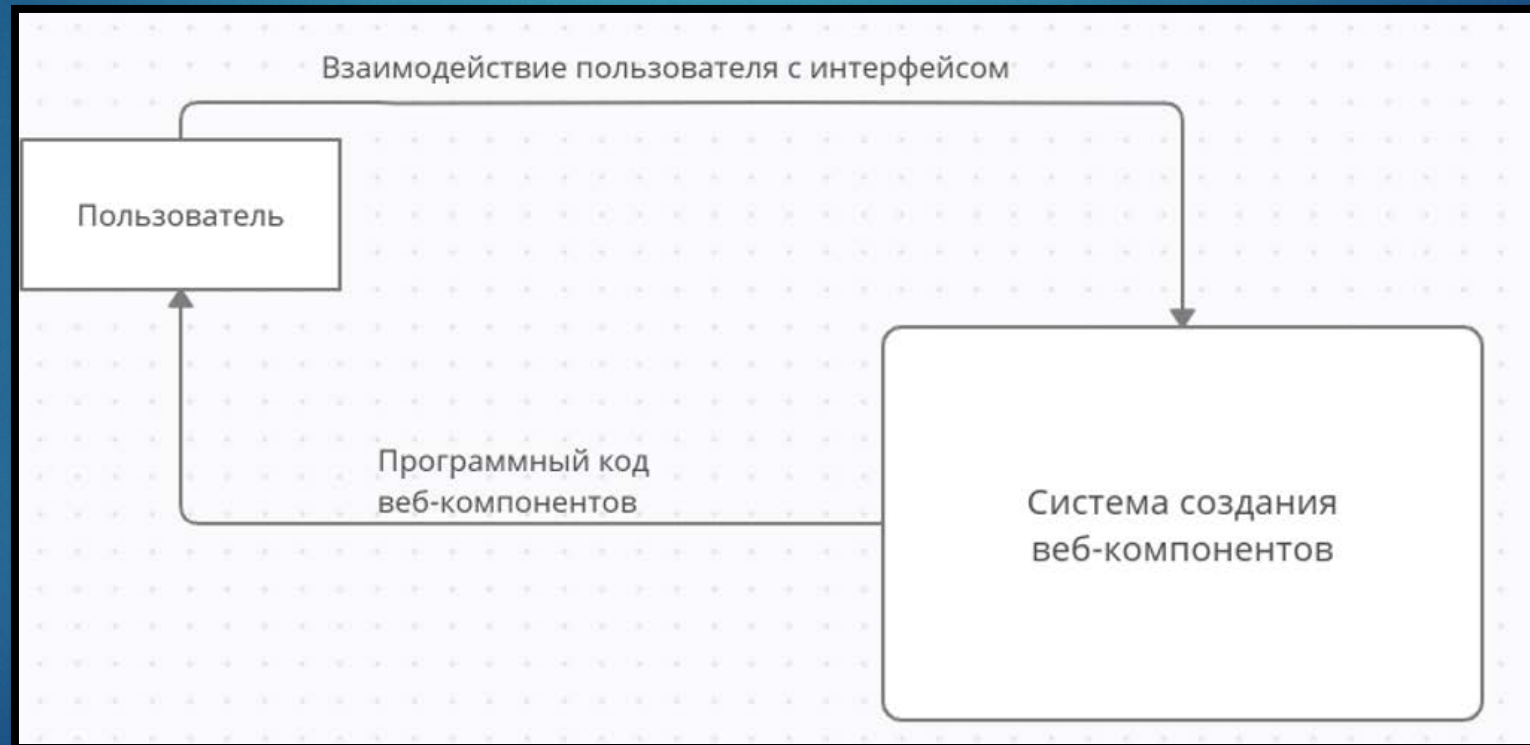 Взаимодействие пользователя с интерфейсом
Пользователь
Программный код
веб-компонентов
Система создания
веб-компонентов